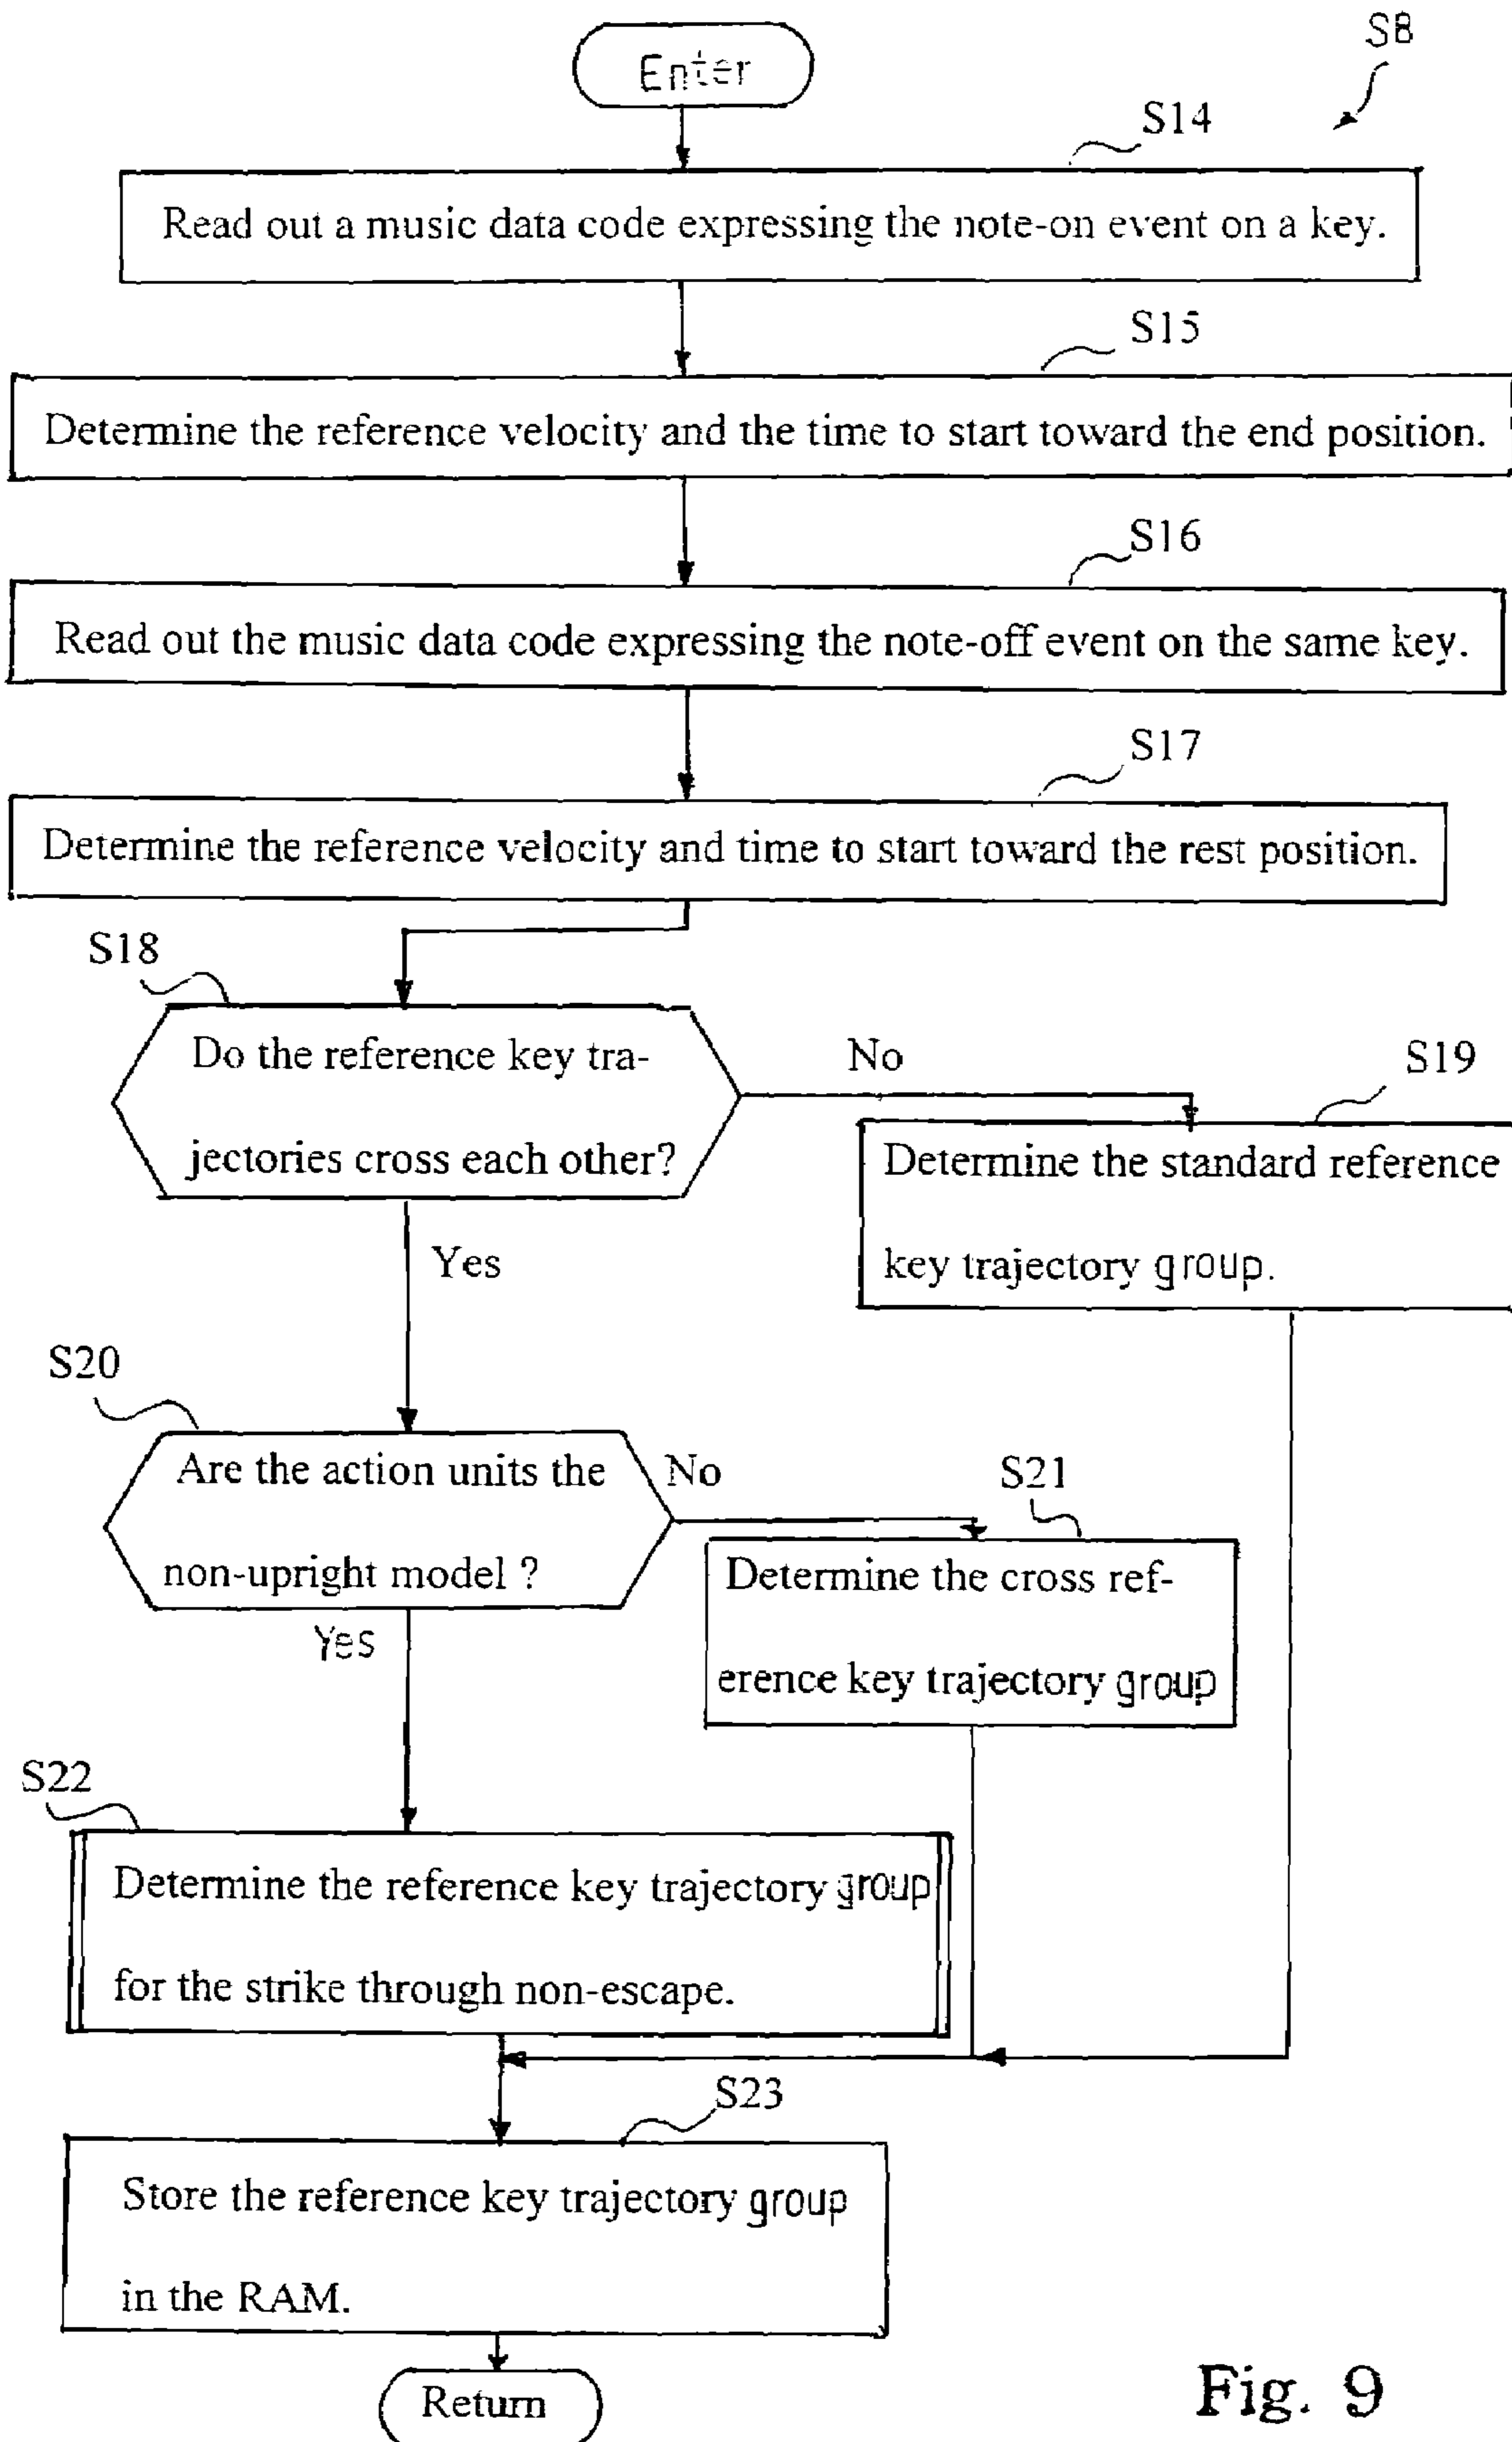 S8
Enter
S14
Read out a music data code expressing the note-on event on a key.
S15
Determine the reference velocity and the time to start toward the end position.
S16
Read out the music data code expressing the note-off event on the same key.
S17
Determine the reference velocity and time to start toward the rest position.
S18
Do the reference key tra-
jectories cross each other?
No
S19
Determine the standard reference
key trajectory group.
Yes
S20
Are the action units the
non-upright model ?
No
S21
Determine the cross ref-
erence key trajectory group
Yes
S22
Determine the reference key trajectory group
for the strike through non-escape.
S23
Store the reference key trajectory group
in the RAM.
Return
Fig. 9